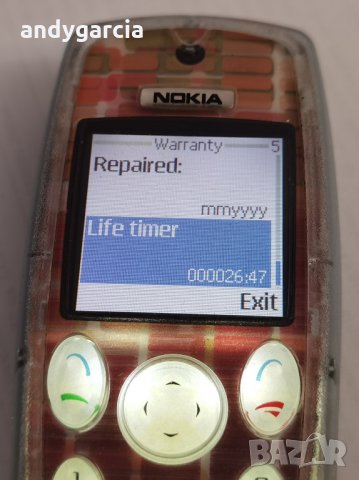 andygarcia
NOKIA
Warranty 5
Repaired:
mmyyyy
Life timer
000026:47
Exit
BAZAR